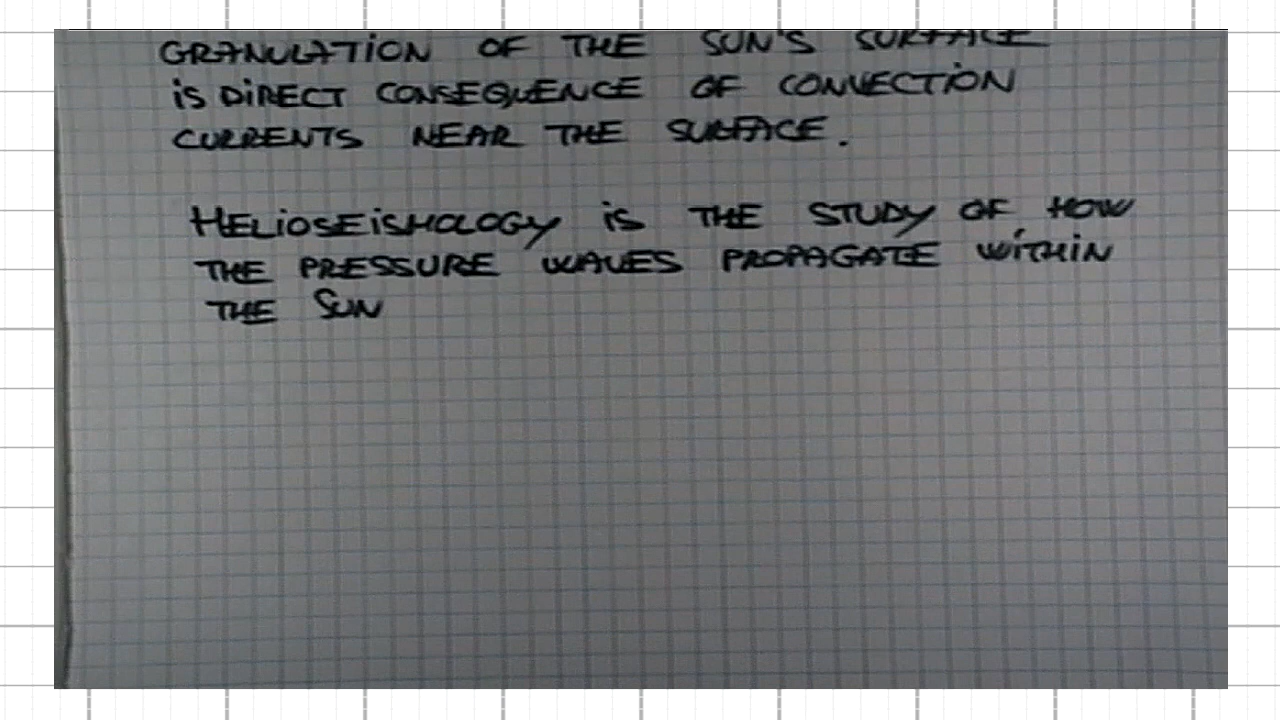 GRANULATION OF THE SUN'S SURFACE
IS DIRECT CONSEQUENCE OF CONVECTION
CURRENTS NEAR THE SURFACE.
HELIOSEISMOLOGY IS THE STUDY OF HOW
THE PRESSURE WAVES PROPAGATE WITHIN
THE SUN